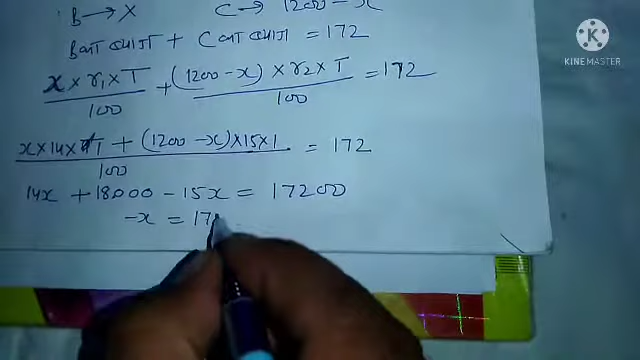 B → x C → 1200 - x
B का ब्याज + C का ब्याज = 172
x × r₁ × T / 100 + (1200 - x) × r₂ × T / 100 = 172
x × 14 × 1 + (1200 - x) × 15 × 1 / 100 = 172
14x + 18000 - 15x = 17200
-x = 17
KINEMASTER